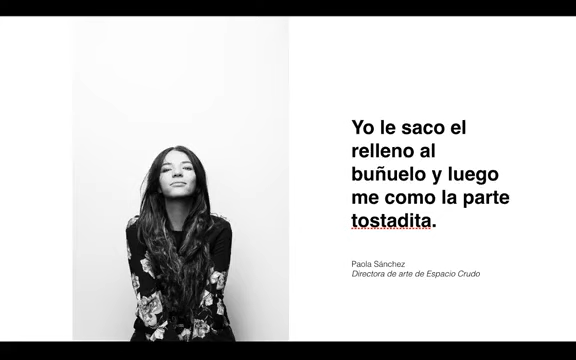 Yo le saco el
relleno al
buñuelo y luego
me como la parte
tostadita.
Paola Sánchez
Directora de arte de Espacio Crudo